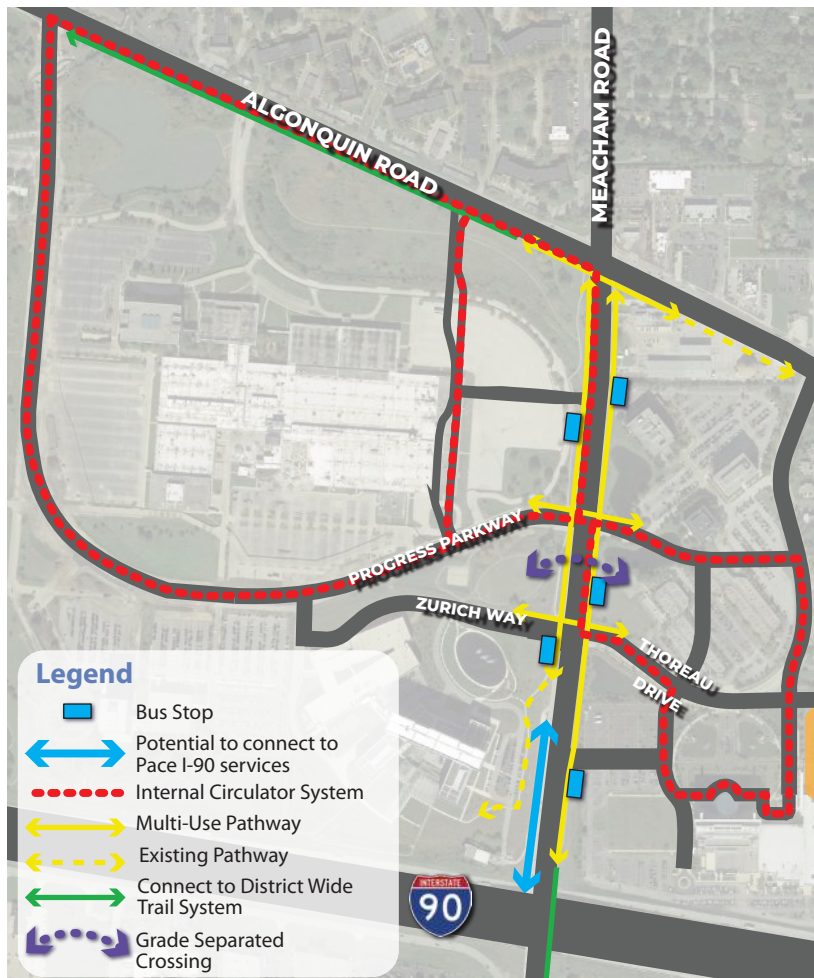 MEACHAM ROAD
ALGONQUIN ROAD
PROGRESS PARKWAY
ZURICH WAY
THOREAU
DRIVE
Legend
Bus Stop
Potential to connect to
Pace I-90 services
Internal Circulator System
Multi-Use Pathway
Existing Pathway
Connect to District Wide
Trail System
Grade Separated
Crossing
INTERSTATE
90